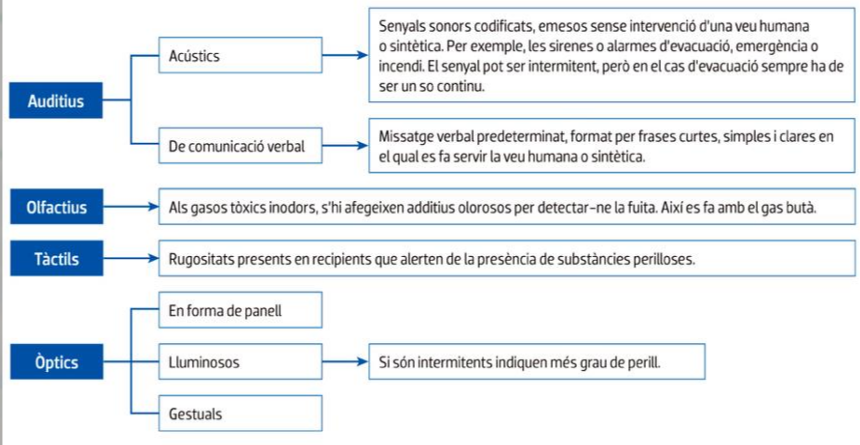 Auditius
Acústics
Senyals sonors codificats, emesos sense intervenció d'una veu humana
o sintètica. Per exemple, les sirenes o alarmes d'evacuació, emergència o
incendi. El senyal pot ser intermitent, però en el cas d'evacuació sempre ha de
ser un so continu.
De comunicació verbal
Missatge verbal predeterminat, format per frases curtes, simples i clares en
el qual es fa servir la veu humana o sintètica.
Olfactius
Als gasos tòxics inodors, s'hi afegeixen additius olorosos per detectar-ne la fuita. Així es fa amb el gas butà.
Tàctils
Rugositats presents en recipients que alerten de la presència de substàncies perilloses.
Òptics
En forma de panell
Lluminosos
Si són intermitents indiquen més grau de perill.
Gestuals